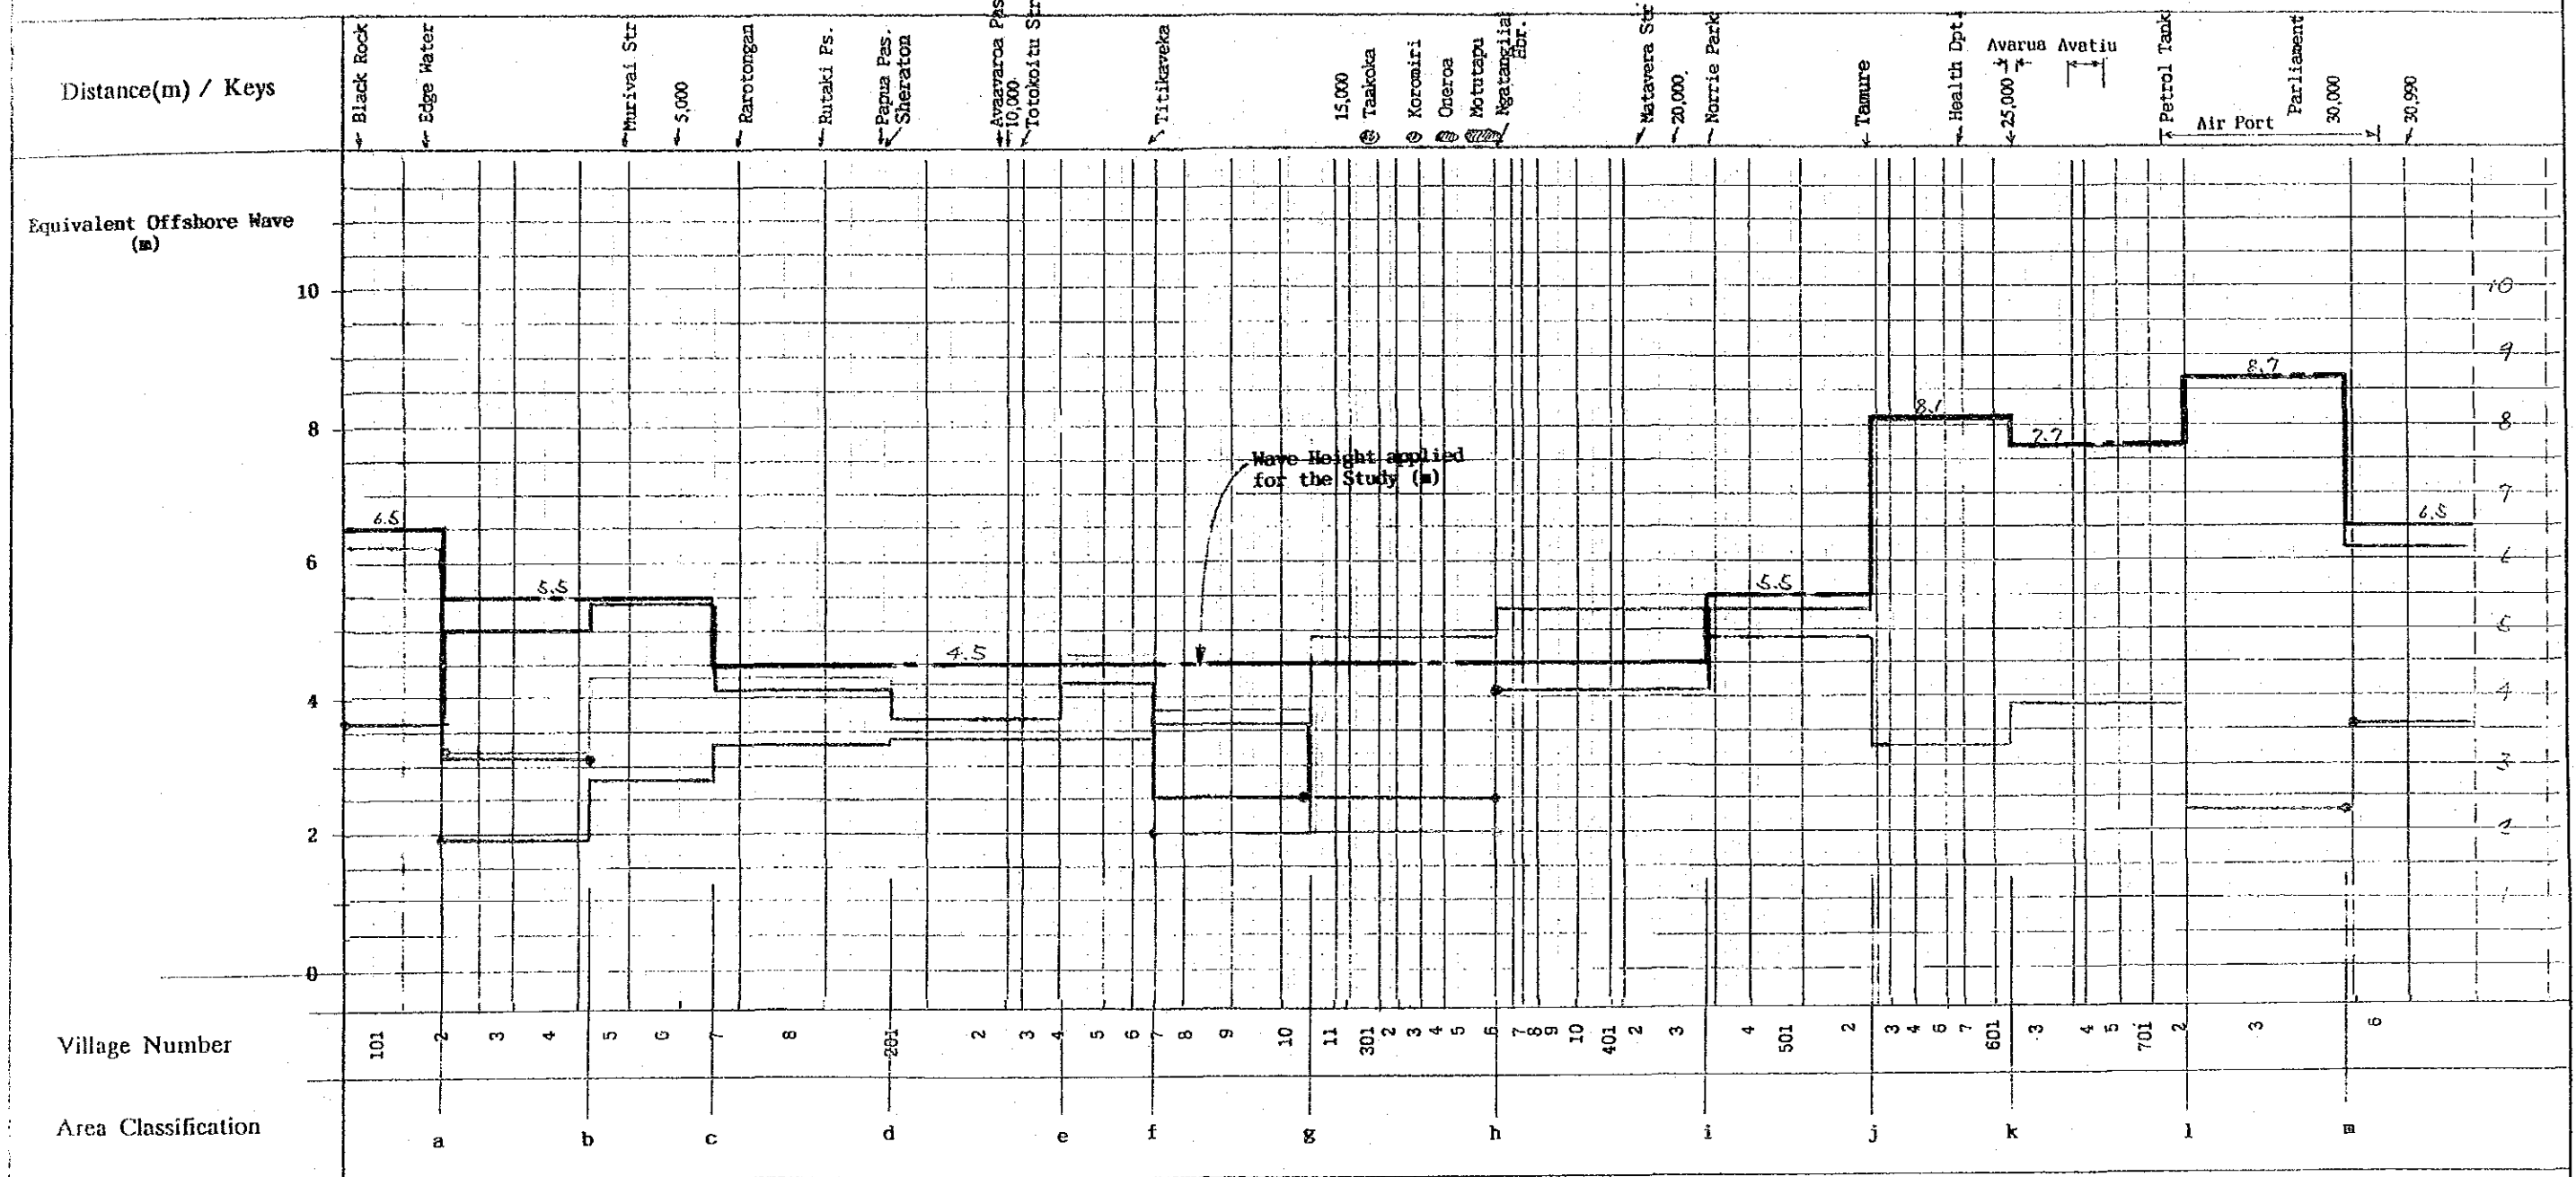 Distance(m) / Keys
Black Rock
Edge Water
Murivai Str
5,000
Rarotongan
Rutaki Ps.
Papua Pas.
Sheraton
Avaavaroa Pas
10,000
Totokoitu Str
Titikaveka
15,000
Taakoka
Koromiri
Oneroa
Motutapu
Ngatangiia
Hbr.
Matavera Str
20,000
Norrie Park
Tamure
Health Dpt.
25,000
Avarua Avatiu
Petrol Tank
Air Port
Parliament
30,000
30,990
Equivalent Offshore Wave
(m)
10
8
6
4
2
0
6.5
5.5
4.5
Wave Height applied
for the Study (m)
5.5
8.1
7.7
8.7
6.5
10
9
8
7
6
5
4
3
2
1
Village Number
101 2 3 4 5 6 7 8 201 2 3 4 5 6 7 8 9 10 11 301 2 3 4 5 6 7 8 9 10 401 2 3 4 501 2 3 4 6 7 601 3 4 5 701 2 3 6
Area Classification
a b c d e f g h i j k l m